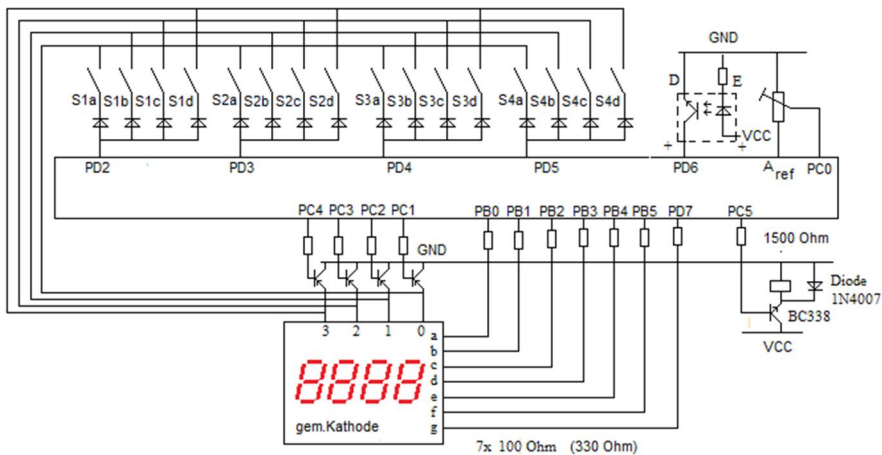 GND
D E
S1a S1b S1c S1d S2a S2b S2c S2d S3a S3b S3c S3d S4a S4b S4c S4d
VCC
+ +
PD2 PD3 PD4 PD5 PD6 Aref PC0
PC4 PC3 PC2 PC1 PB0 PB1 PB2 PB3 PB4 PB5 PD7 PC5
1500 Ohm
GND
Diode
1N4007
BC338
VCC
3 2 1 0
a
b
c
d
e
f
g
8888
gem.Kathode
7x 100 Ohm (330 Ohm)